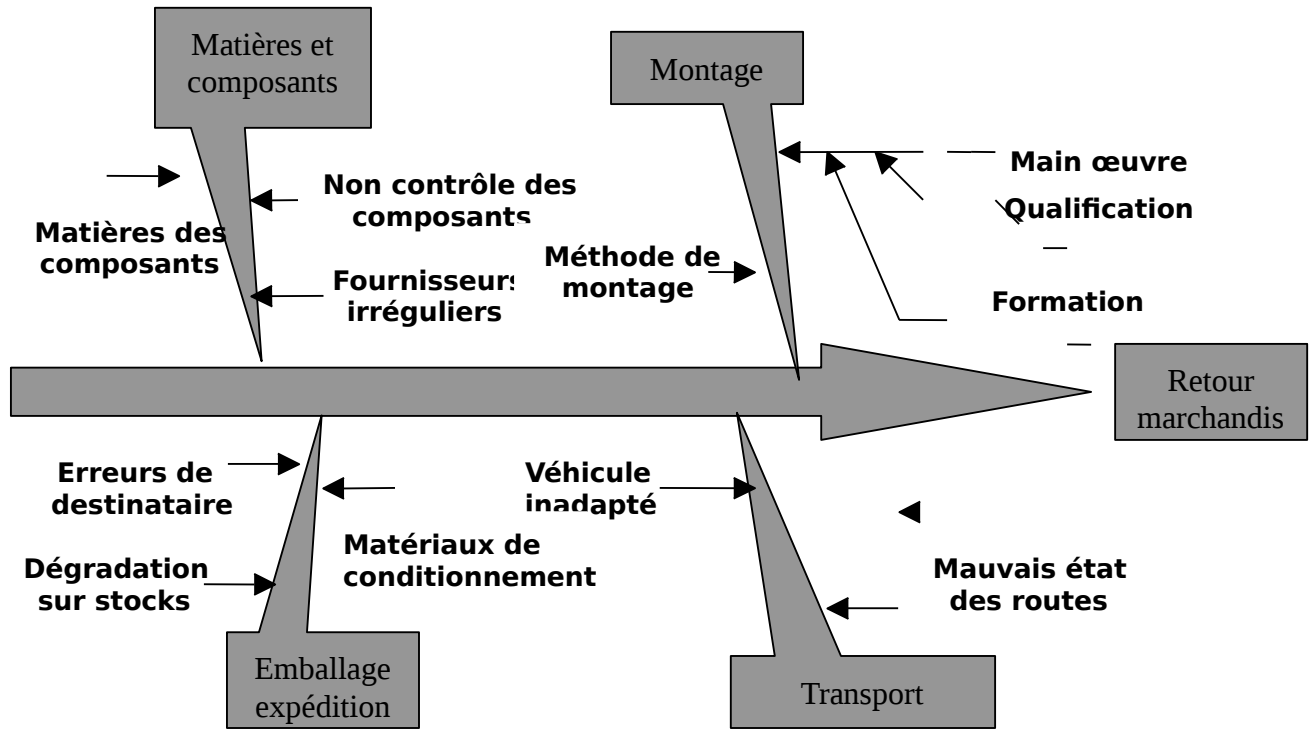 Matières et
composants
Montage
Main œuvre
Non contrôle des
composants
Qualification
Matières des
composants
Méthode de
montage
Fournisseurs
irréguliers
Formation
Retour
marchandis
Erreurs de
destinataire
Véhicule
inadapté
Matériaux de
conditionnement
Dégradation
sur stocks
Mauvais état
des routes
Emballage
expédition
Transport